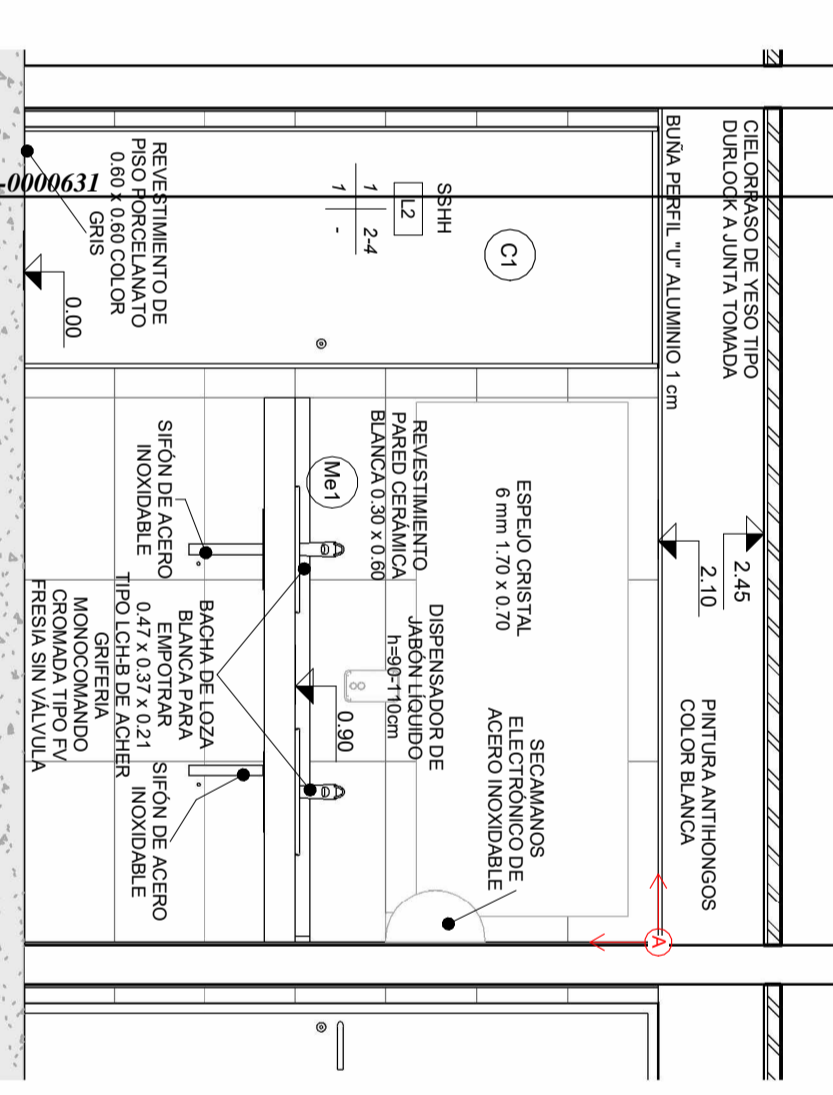 CIELORRASO DE YESO TIPO
DURLOCK A JUNTA TOMADA
BUÑA PERFIL "U" ALUMINIO 1 cm
2.45
2.10
PINTURA ANTIHONGOS
COLOR BLANCA
A
C1
SSHH
L2
1 2-4
1 -
ESPEJO CRISTAL
6 mm 1.70 x 0.70
SECAMANOS
ELECTRÓNICO DE
ACERO INOXIDABLE
REVESTIMIENTO
PARED CERÁMICA
BLANCA 0.30 x 0.60
DISPENSADOR DE
JABÓN LÍQUIDO
h=90-110cm
Me1
0.90
REVESTIMIENTO DE
PISO PORCELANATO
0.60 x 0.60 COLOR
GRIS
0.00
-0000631
SIFÓN DE ACERO
INOXIDABLE
BACHA DE LOZA
BLANCA PARA
EMPOTRAR
0.47 x 0.37 x 0.21
TIPO LCH-B DE ACHER
SIFÓN DE ACERO
INOXIDABLE
GRIFERIA
MONOCOMANDO
CROMADA TIPO FV
FRESIA SIN VÁLVULA